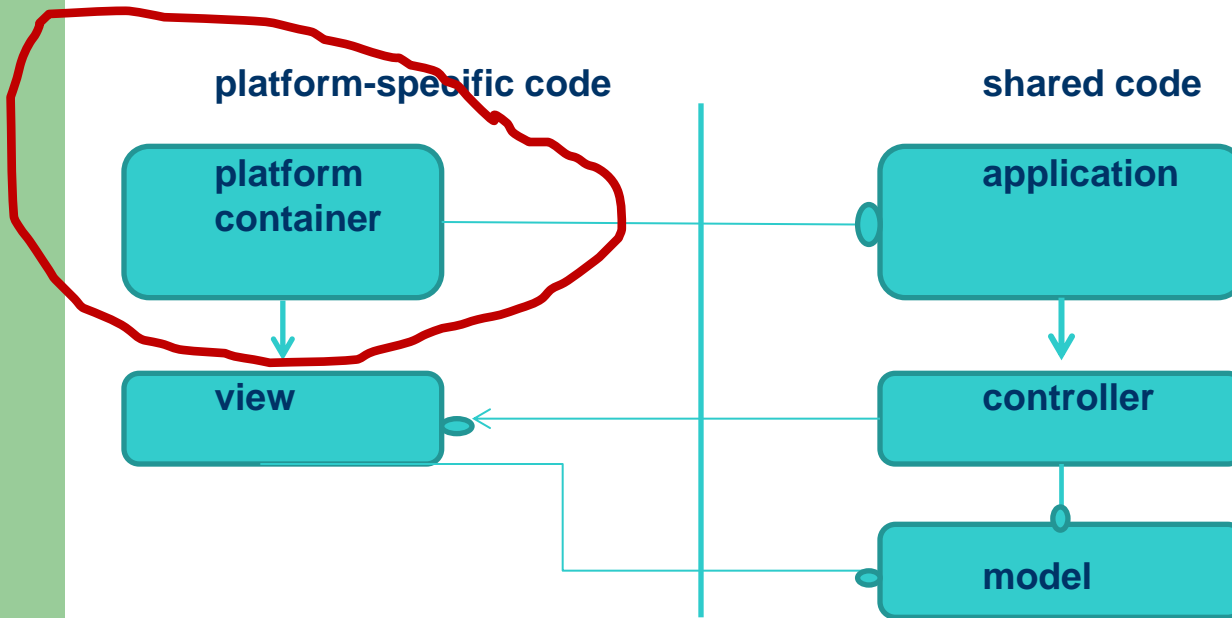 platform-specific code
shared code
platform
container
application
view
controller
model